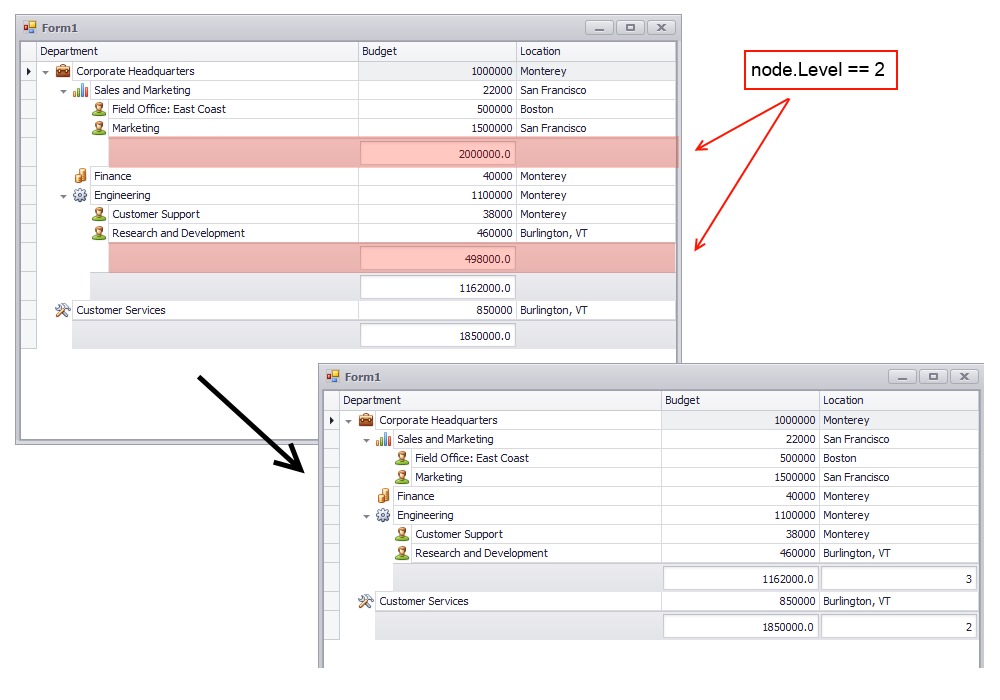 Form1
Department Budget Location
Corporate Headquarters 1000000 Monterey
Sales and Marketing 22000 San Francisco
Field Office: East Coast 500000 Boston
Marketing 1500000 San Francisco
2000000.0
Finance 40000 Monterey
Engineering 1100000 Monterey
Customer Support 38000 Monterey
Research and Development 460000 Burlington, VT
498000.0
1162000.0
Customer Services 850000 Burlington, VT
1850000.0
node.Level == 2
Form1
Department Budget Location
Corporate Headquarters 1000000 Monterey
Sales and Marketing 22000 San Francisco
Field Office: East Coast 500000 Boston
Marketing 1500000 San Francisco
Finance 40000 Monterey
Engineering 1100000 Monterey
Customer Support 38000 Monterey
Research and Development 460000 Burlington, VT
1162000.0 3
Customer Services 850000 Burlington, VT
1850000.0 2